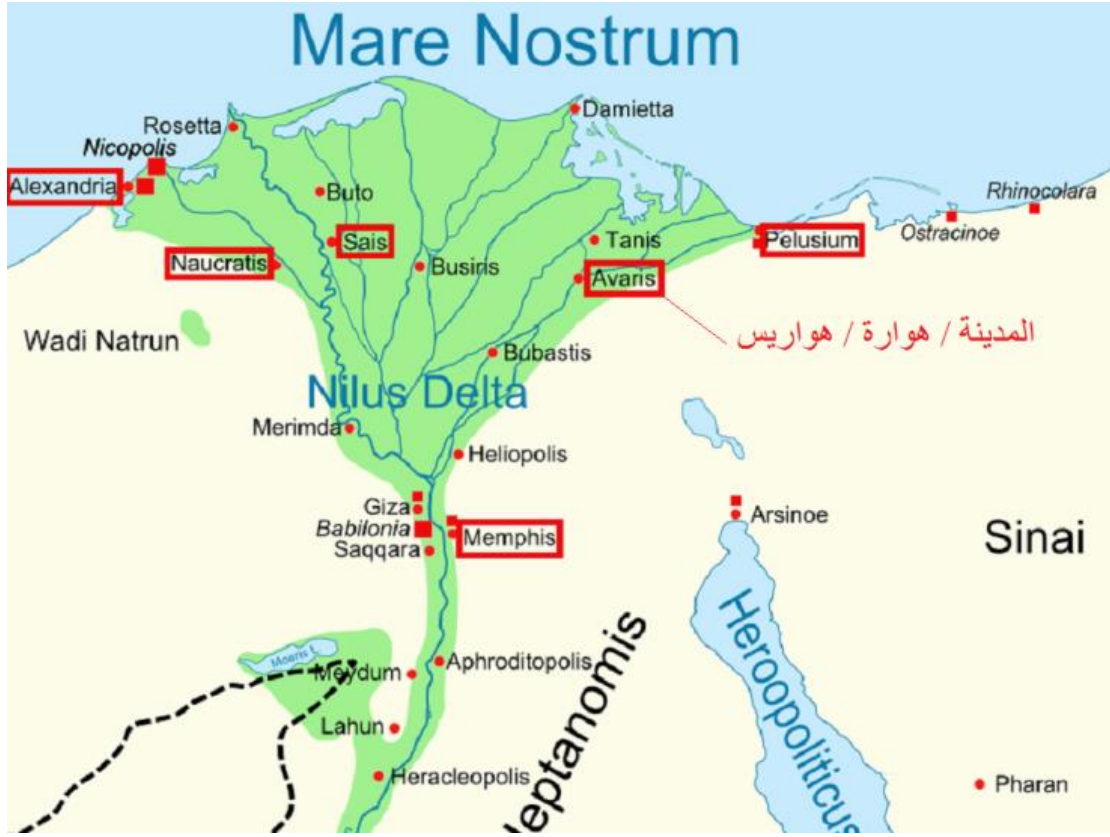 Mare Nostrum
Damietta
Rosetta
Nicopolis
Alexandria
Buto
Rhinocolara
Ostracinoe
Sais
Tanis
Pelusium
Naucratis
Busiris
Avaris
المدينة / هوارة / هواريس
Wadi Natrun
Bubastis
Nilus Delta
Merimda
Heliopolis
Giza
Arsinoe
Babilonia
Memphis
Sinai
Saqqara
Heroopoliticus
Moeris l.
Aphroditopolis
Meydum
Lahun
Heptanomis
Heracleopolis
Pharan